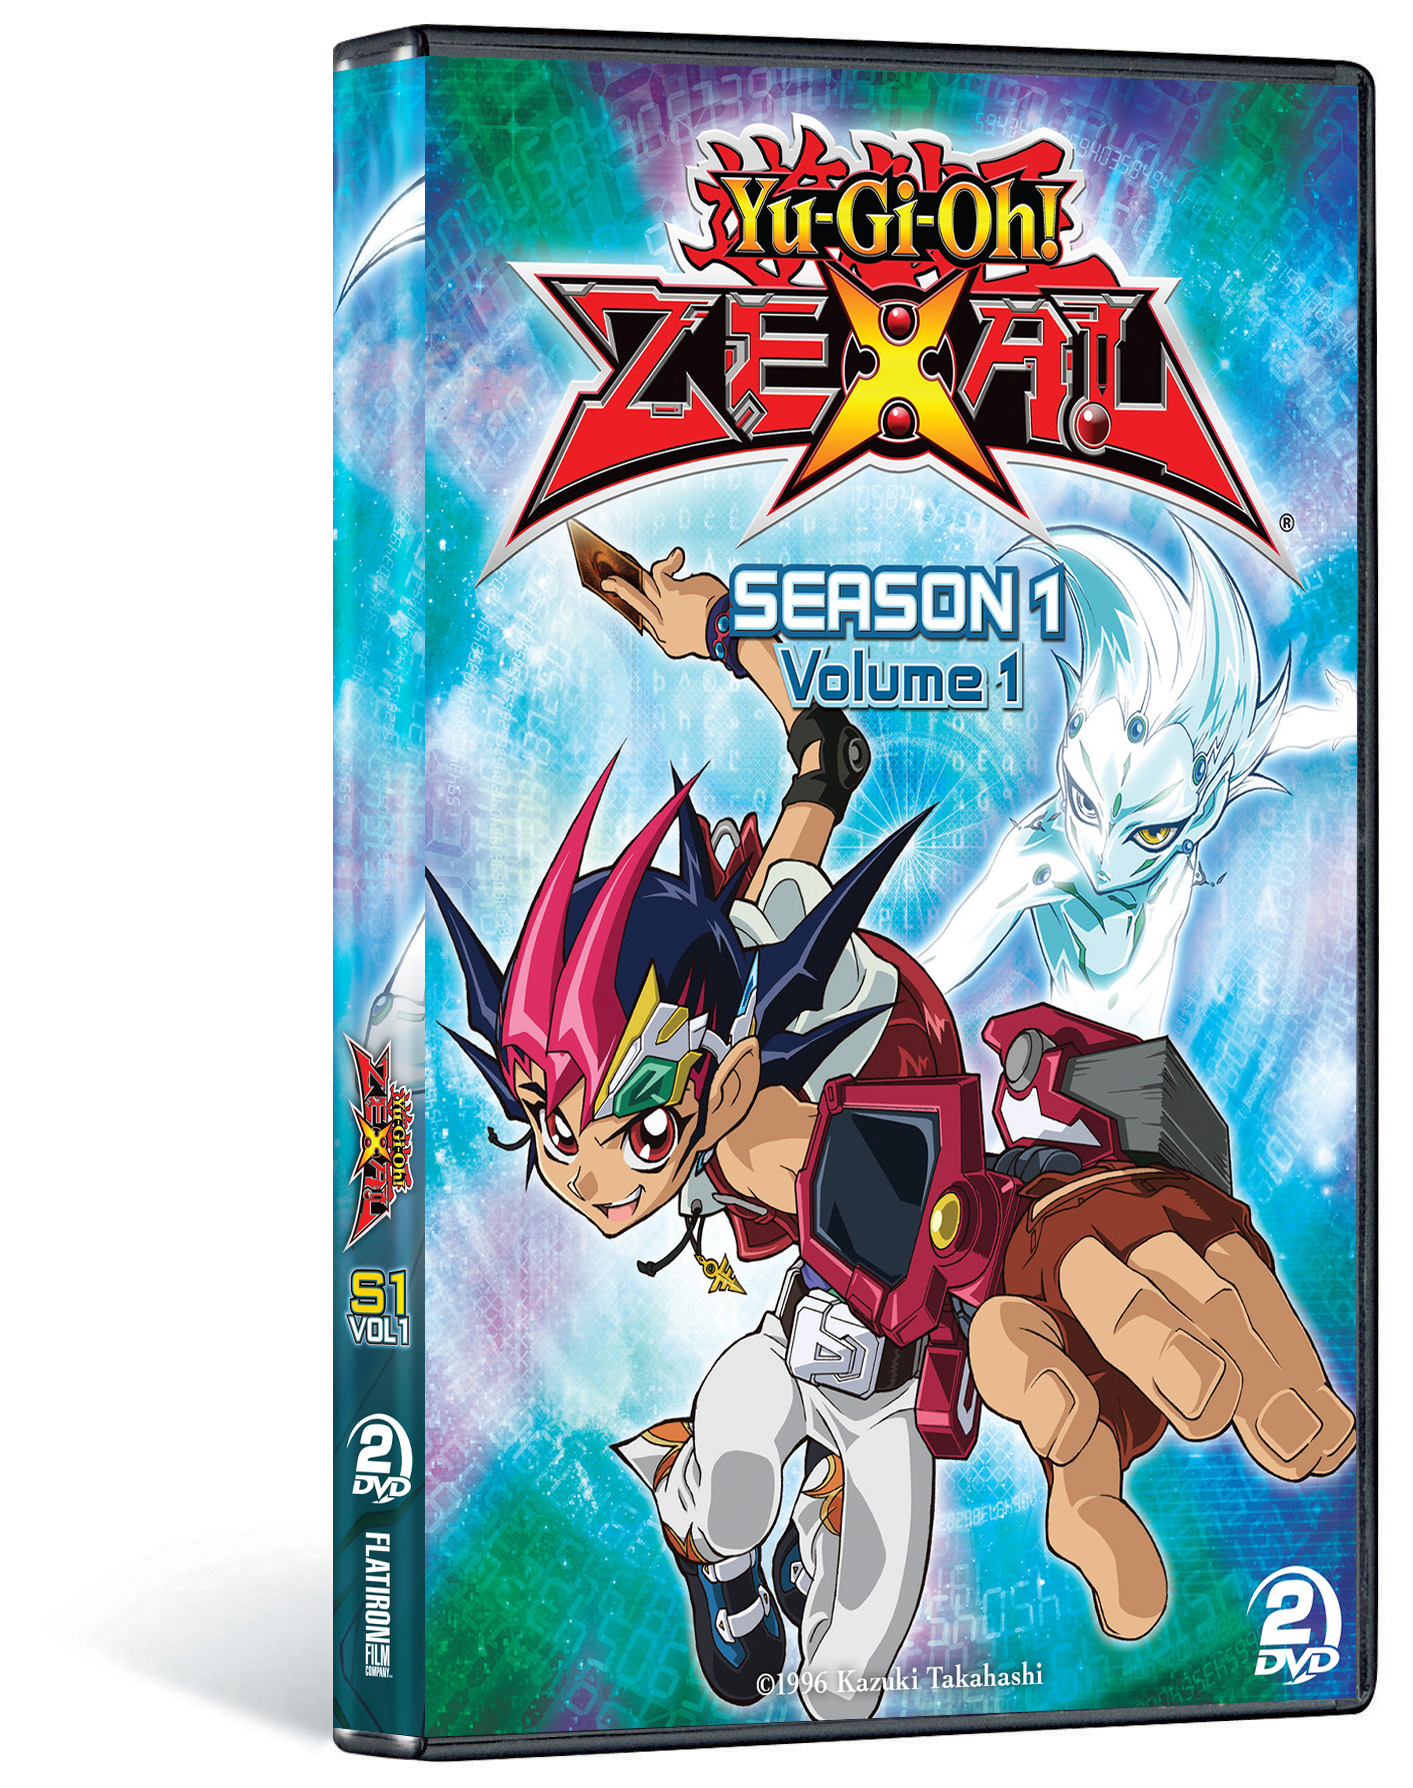 遊戯王
Yu-Gi-Oh!
ZEXAL
®
SEASON 1
Volume 1
©1996 Kazuki Takahashi
2
DVD
Yu-Gi-Oh!
ZEXAL
S1
VOL1
2
DVD
FLATIRON
FILM
COMPANY™